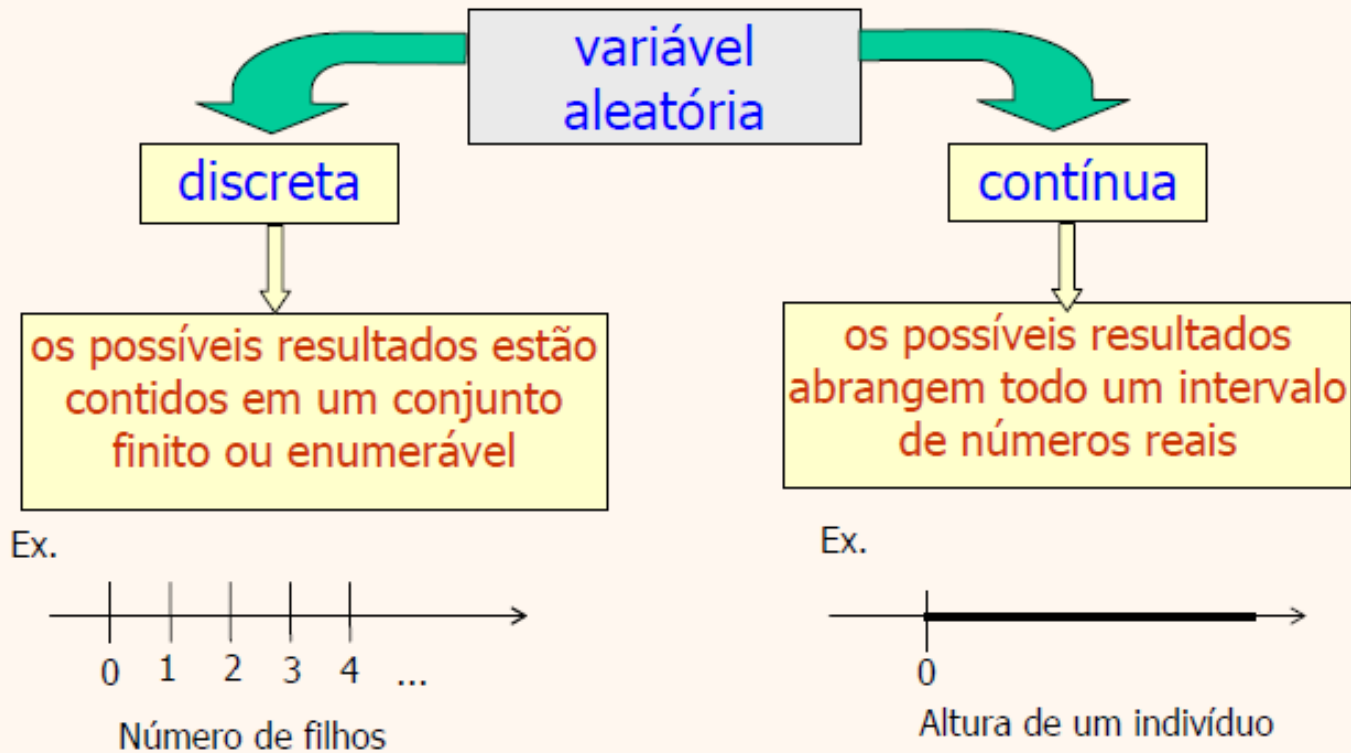 variável
aleatória
discreta
contínua
os possíveis resultados estão
contidos em um conjunto
finito ou enumerável
os possíveis resultados
abrangem todo um intervalo
de números reais
Ex.
0 1 2 3 4 ...
Número de filhos
Ex.
0
Altura de um indivíduo